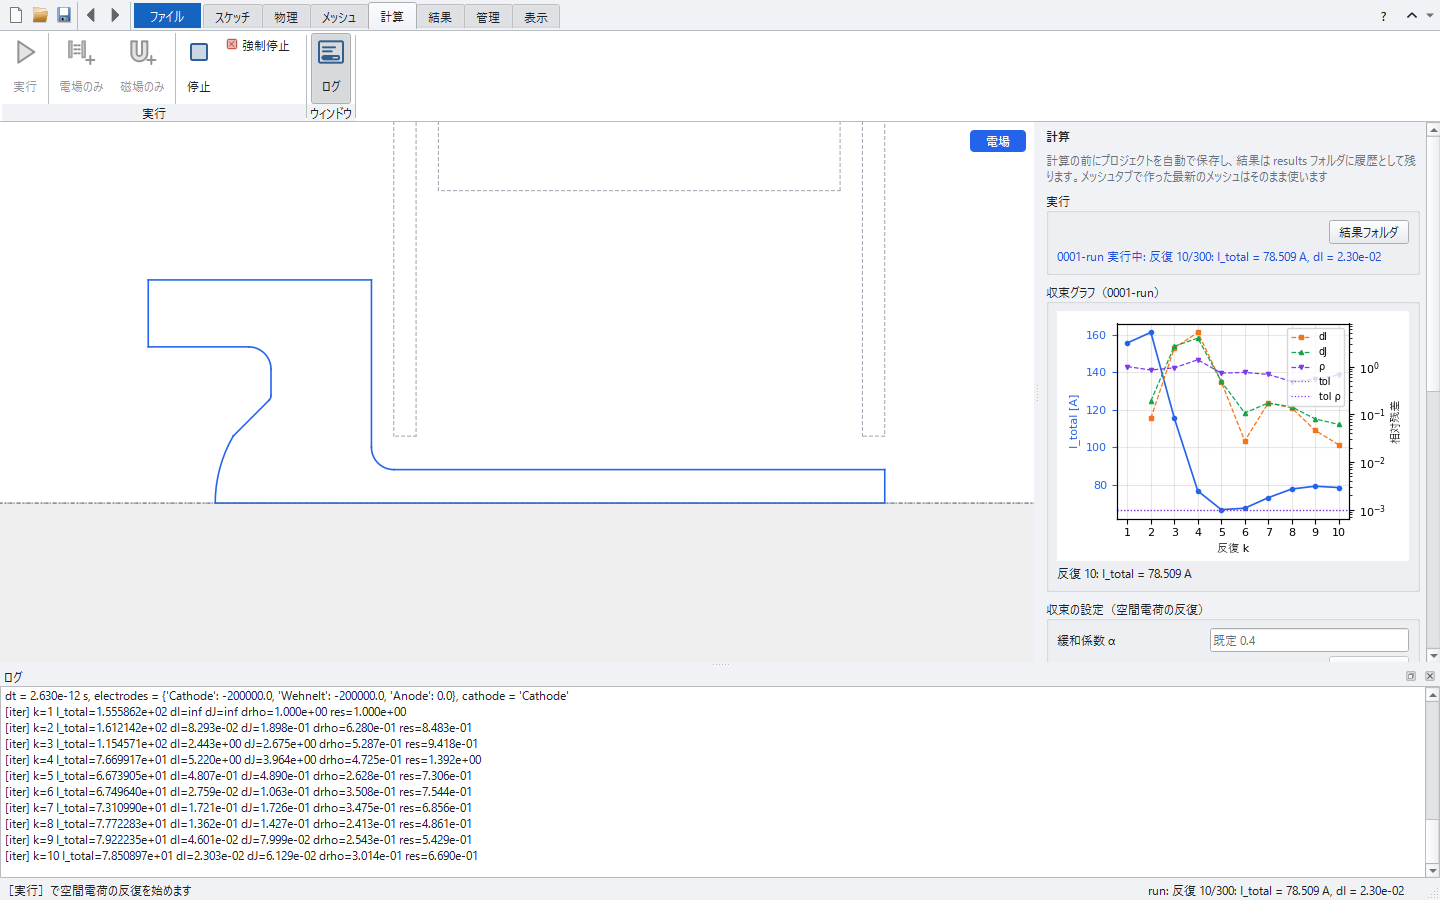 ファイル スケッチ 物理 メッシュ 計算 結果 管理 表示 ?
実行 電場のみ 磁場のみ 停止 強制停止 ログ
実行 ウィンドウ
電場
計算
計算の前にプロジェクトを自動で保存し、結果は results フォルダに履歴として残
ります。メッシュタブで作った最新のメッシュはそのまま使います
実行
結果フォルダ
0001-run 実行中: 反復 10/300: I_total = 78.509 A, dI = 2.30e-02
収束グラフ（0001-run）
160
140
120
100
80
I_total [A]
dI
dJ
ρ
tol
tol ρ
10⁰
10⁻¹
10⁻²
10⁻³
相対残差
1 2 3 4 5 6 7 8 9 10
反復 k
反復 10: I_total = 78.509 A
収束の設定（空間電荷の反復）
緩和係数 α 既定 0.4
ログ
dt = 2.630e-12 s, electrodes = {'Cathode': -200000.0, 'Wehnelt': -200000.0, 'Anode': 0.0}, cathode = 'Cathode'
[iter] k=1 I_total=1.555862e+02 dI=inf dJ=inf drho=1.000e+00 res=1.000e+00
[iter] k=2 I_total=1.612142e+02 dI=8.293e-02 dJ=1.898e-01 drho=6.280e-01 res=8.483e-01
[iter] k=3 I_total=1.154571e+02 dI=2.443e+00 dJ=2.675e+00 drho=5.287e-01 res=9.418e-01
[iter] k=4 I_total=7.669917e+01 dI=5.220e+00 dJ=3.964e+00 drho=4.725e-01 res=1.392e+00
[iter] k=5 I_total=6.673905e+01 dI=4.807e-01 dJ=4.890e-01 drho=2.628e-01 res=7.306e-01
[iter] k=6 I_total=6.749640e+01 dI=2.759e-02 dJ=1.063e-01 drho=3.508e-01 res=7.544e-01
[iter] k=7 I_total=7.310990e+01 dI=1.721e-01 dJ=1.726e-01 drho=3.475e-01 res=6.856e-01
[iter] k=8 I_total=7.772283e+01 dI=1.362e-01 dJ=1.427e-01 drho=2.413e-01 res=4.861e-01
[iter] k=9 I_total=7.922235e+01 dI=4.601e-02 dJ=7.999e-02 drho=2.543e-01 res=5.429e-01
[iter] k=10 I_total=7.850897e+01 dI=2.303e-02 dJ=6.129e-02 drho=3.014e-01 res=6.690e-01
［実行］で空間電荷の反復を始めます
run: 反復 10/300: I_total = 78.509 A, dI = 2.30e-02